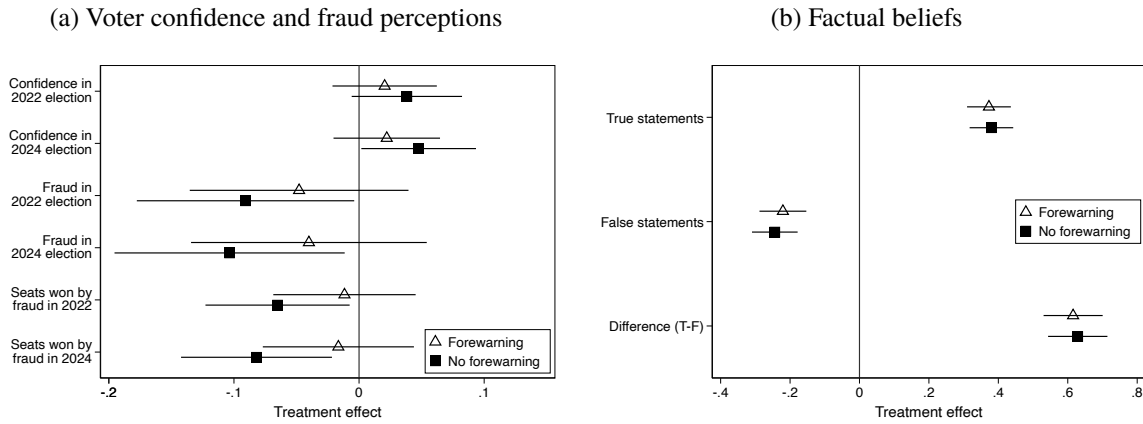 (a) Voter confidence and fraud perceptions
Confidence in
2022 election
Confidence in
2024 election
Fraud in
2022 election
Fraud in
2024 election
Seats won by
fraud in 2022
Seats won by
fraud in 2024
Forewarning
No forewarning
-.2 -.1 0 .1
Treatment effect
(b) Factual beliefs
True statements
False statements
Difference (T-F)
Forewarning
No forewarning
-.4 -.2 0 .2 .4 .6 .8
Treatment effect